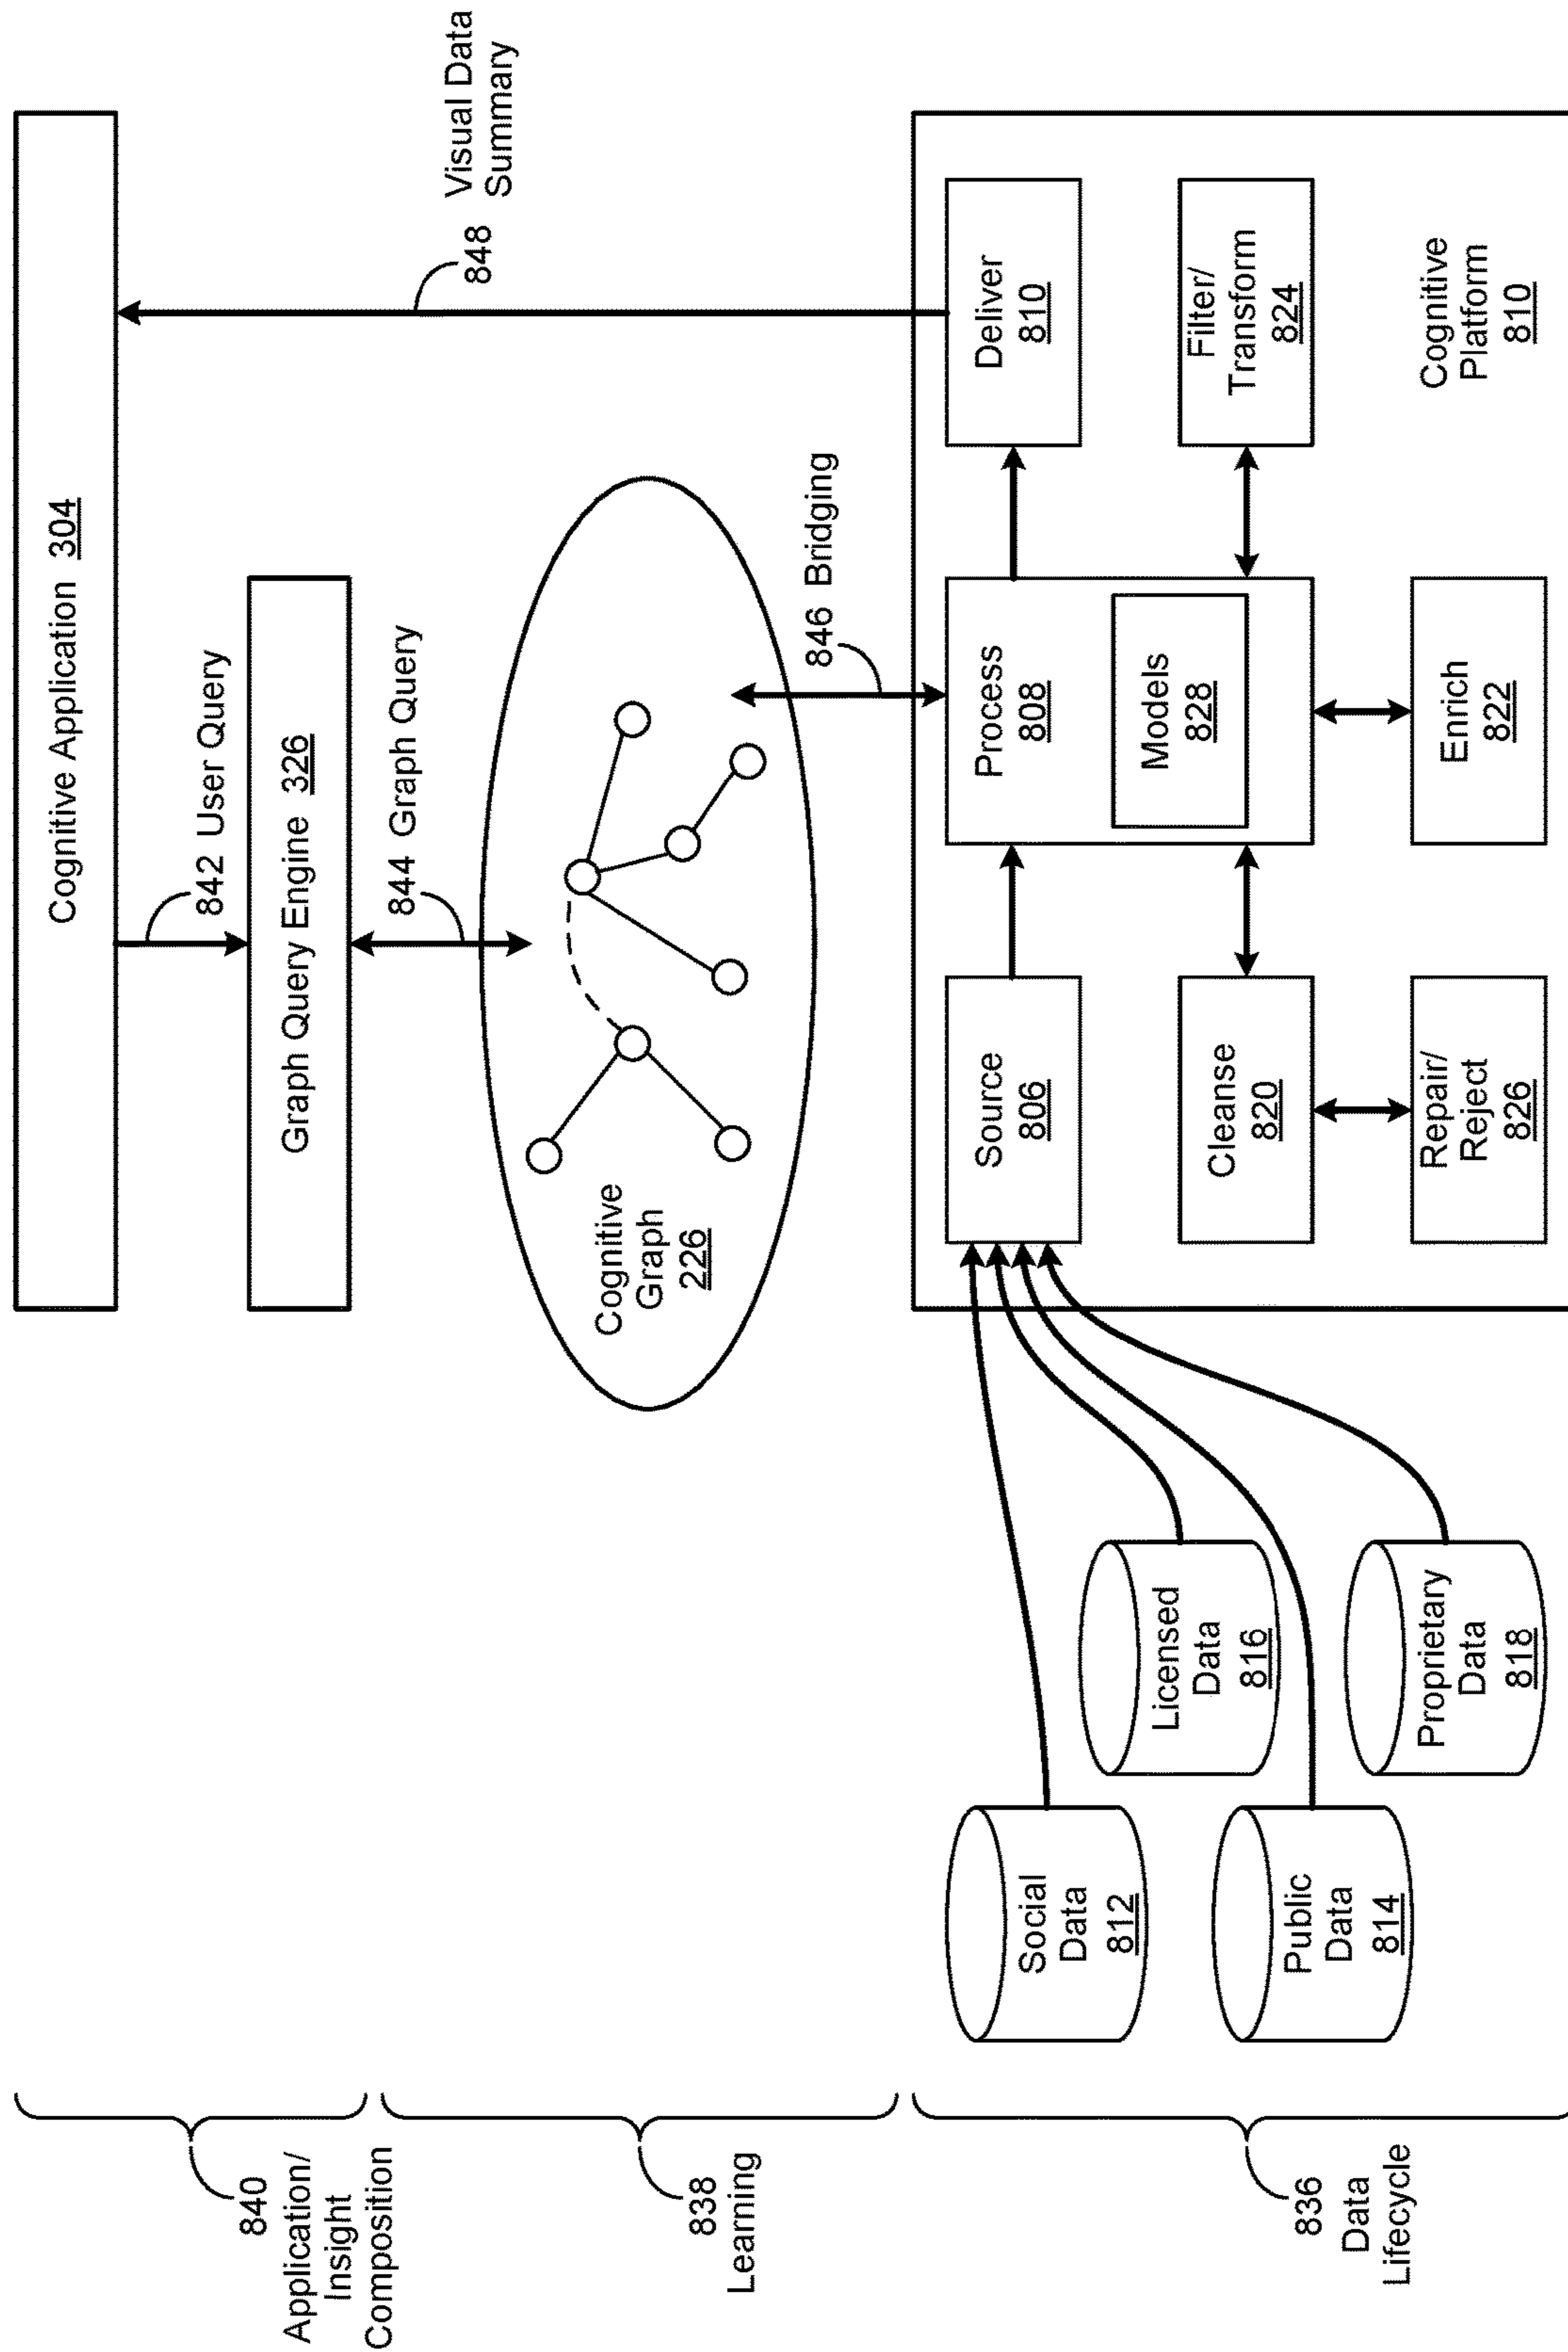 Cognitive Application 304
842 User Query
Graph Query Engine 326
844 Graph Query
848
Visual Data
Summary
840
Application/
Insight
Composition
Cognitive
Graph
226
846 Bridging
838
Learning
Social
Data
812
Licensed
Data
816
Public
Data
814
Proprietary
Data
818
Source
806
Process
808
Models
828
Deliver
810
Cleanse
820
Filter/
Transform
824
Repair/
Reject
826
Enrich
822
Cognitive
Platform
810
836
Data
Lifecycle